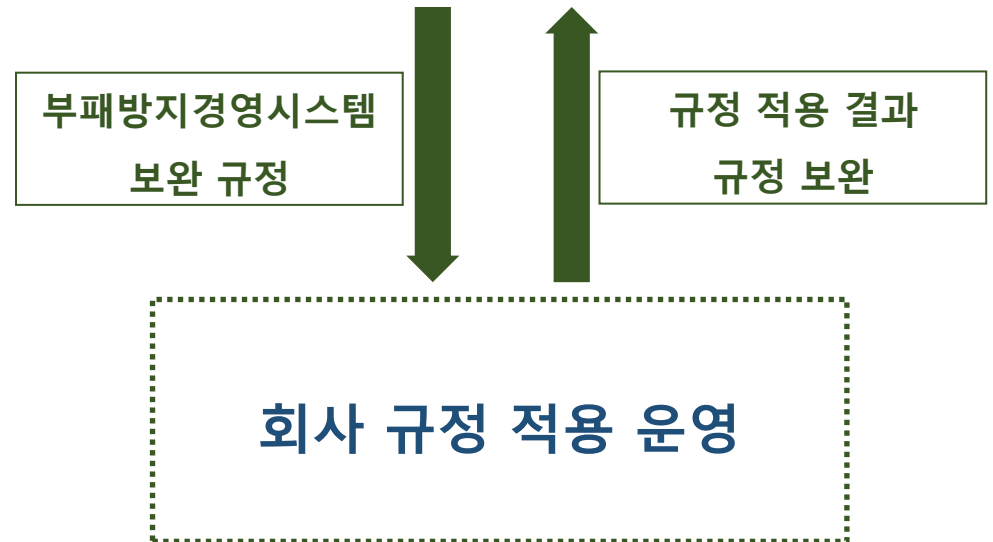 부패방지경영시스템
보완 규정
규정 적용 결과
규정 보완
회사 규정 적용 운영